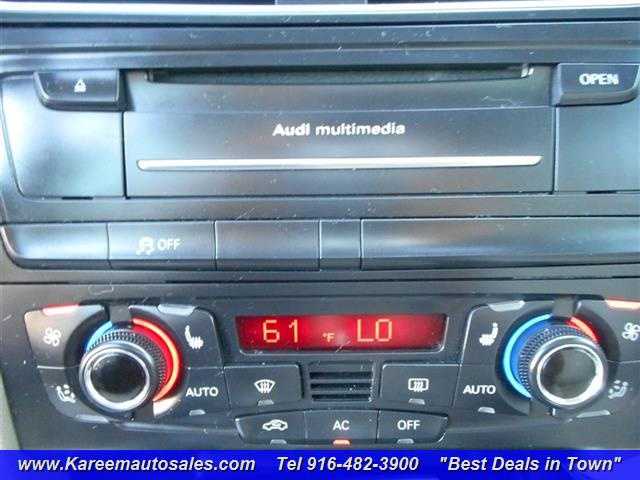 OPEN
Audi multimedia
OFF
61 °F LO
AUTO
AUTO
AC
OFF
www.Kareemautosales.com Tel 916-482-3900 "Best Deals in Town"